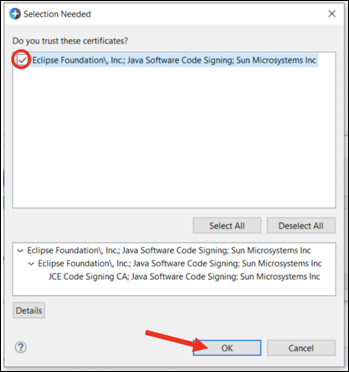 Selection Needed
Do you trust these certificates?
Eclipse Foundation\, Inc.; Java Software Code Signing; Sun Microsystems Inc
Select All
Deselect All
Eclipse Foundation\, Inc.; Java Software Code Signing; Sun Microsystems Inc
Eclipse Foundation\, Inc.; Java Software Code Signing; Sun Microsystems Inc
JCE Code Signing CA; Java Software Code Signing; Sun Microsystems Inc
Details
?
OK
Cancel